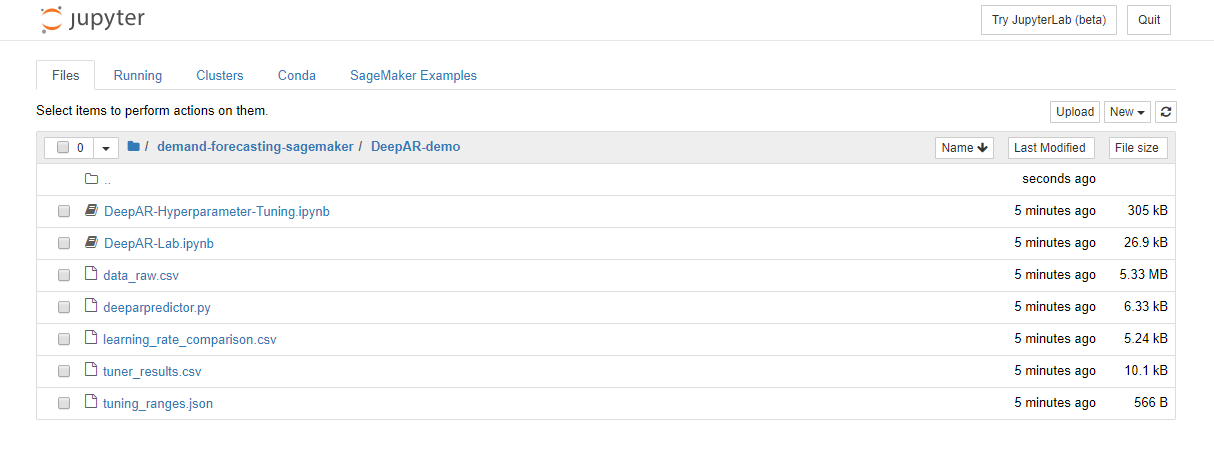 jupyter Try JupyterLab (beta) Quit
Files Running Clusters Conda SageMaker Examples
Select items to perform actions on them. Upload New
0 / demand-forecasting-sagemaker / DeepAR-demo Name Last Modified File size
.. seconds ago
DeepAR-Hyperparameter-Tuning.ipynb 5 minutes ago 305 kB
DeepAR-Lab.ipynb 5 minutes ago 26.9 kB
data_raw.csv 5 minutes ago 5.33 MB
deeparpredictor.py 5 minutes ago 6.33 kB
learning_rate_comparison.csv 5 minutes ago 5.24 kB
tuner_results.csv 5 minutes ago 10.1 kB
tuning_ranges.json 5 minutes ago 566 B